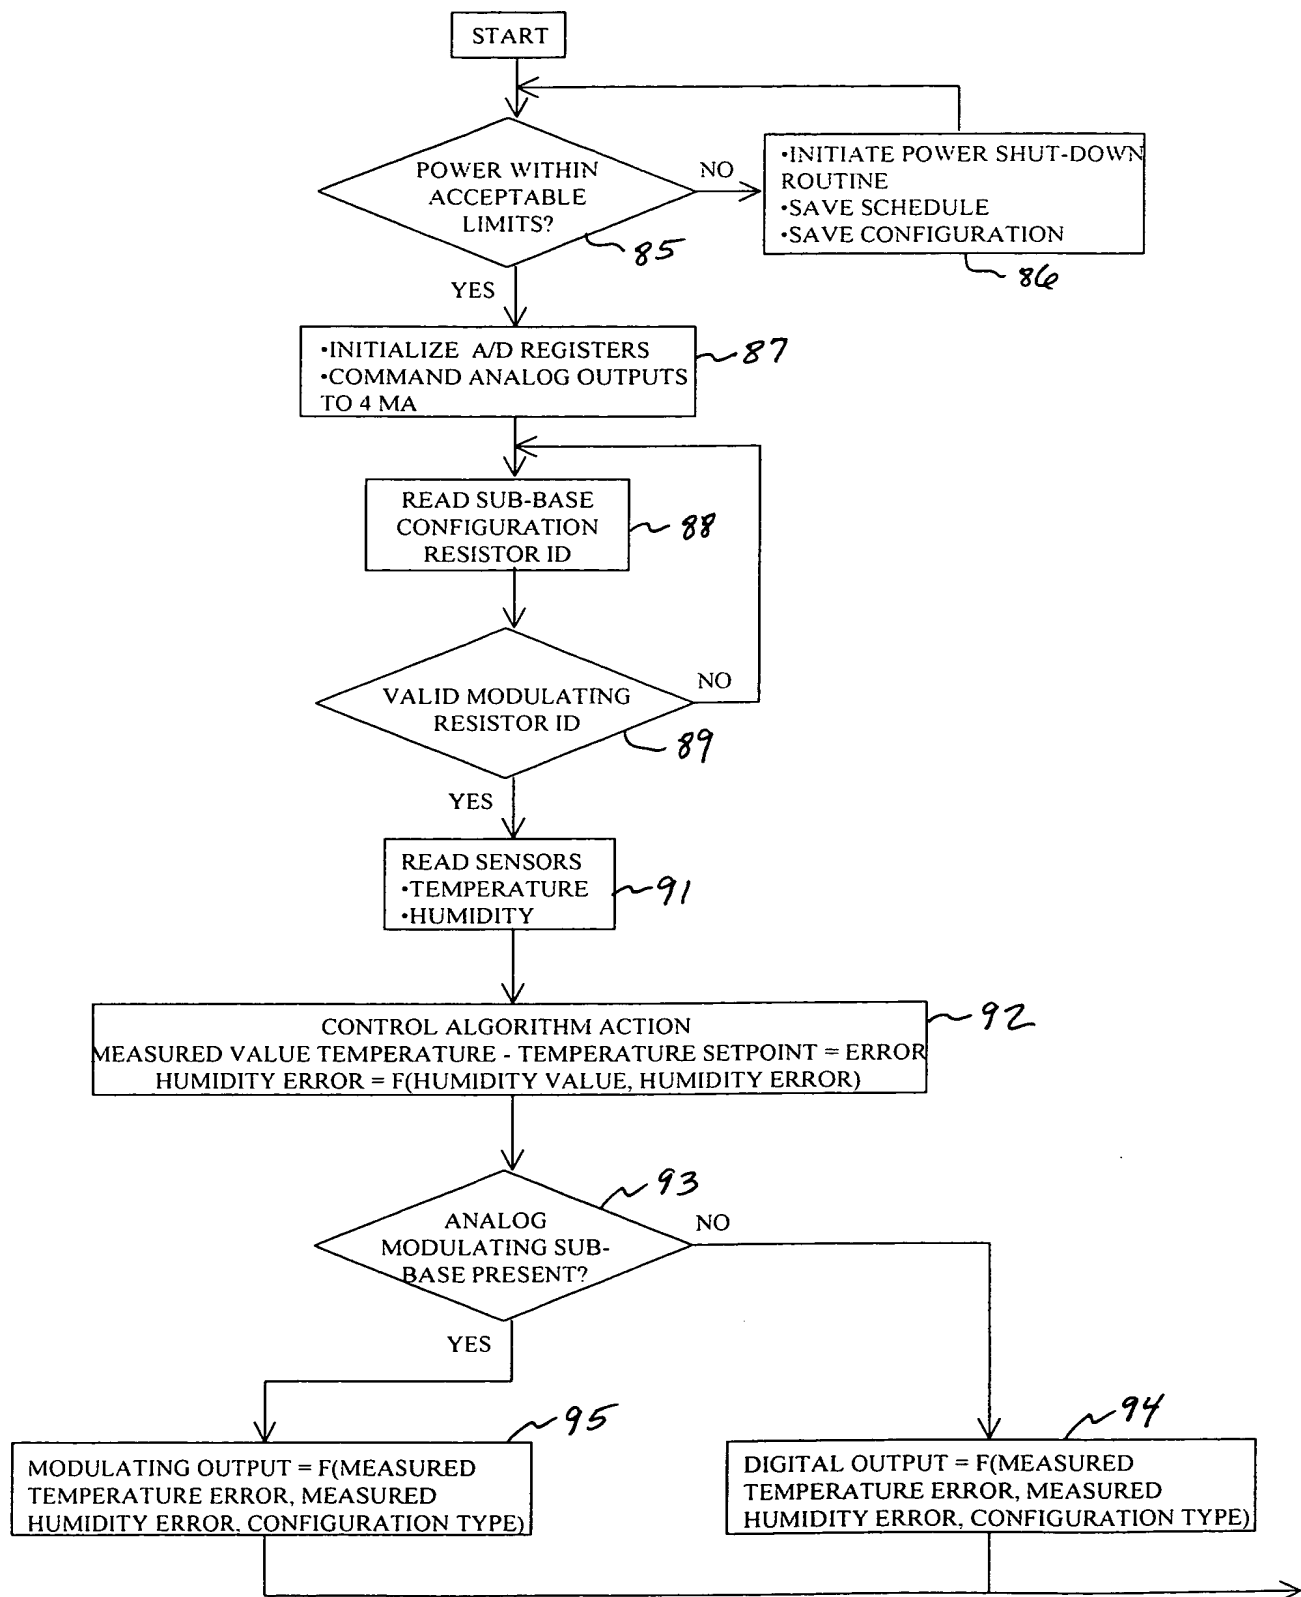 START
POWER WITHIN
ACCEPTABLE
LIMITS?
NO
85
•INITIATE POWER SHUT-DOWN
ROUTINE
•SAVE SCHEDULE
•SAVE CONFIGURATION
86
YES
•INITIALIZE A/D REGISTERS
•COMMAND ANALOG OUTPUTS
TO 4 MA
87
READ SUB-BASE
CONFIGURATION
RESISTOR ID
88
VALID MODULATING
RESISTOR ID
NO
89
YES
READ SENSORS
•TEMPERATURE
•HUMIDITY
91
CONTROL ALGORITHM ACTION
MEASURED VALUE TEMPERATURE - TEMPERATURE SETPOINT = ERROR
HUMIDITY ERROR = F(HUMIDITY VALUE, HUMIDITY ERROR)
92
93
ANALOG
MODULATING SUB-
BASE PRESENT?
NO
YES
95
MODULATING OUTPUT = F(MEASURED
TEMPERATURE ERROR, MEASURED
HUMIDITY ERROR, CONFIGURATION TYPE)
94
DIGITAL OUTPUT = F(MEASURED
TEMPERATURE ERROR, MEASURED
HUMIDITY ERROR, CONFIGURATION TYPE)